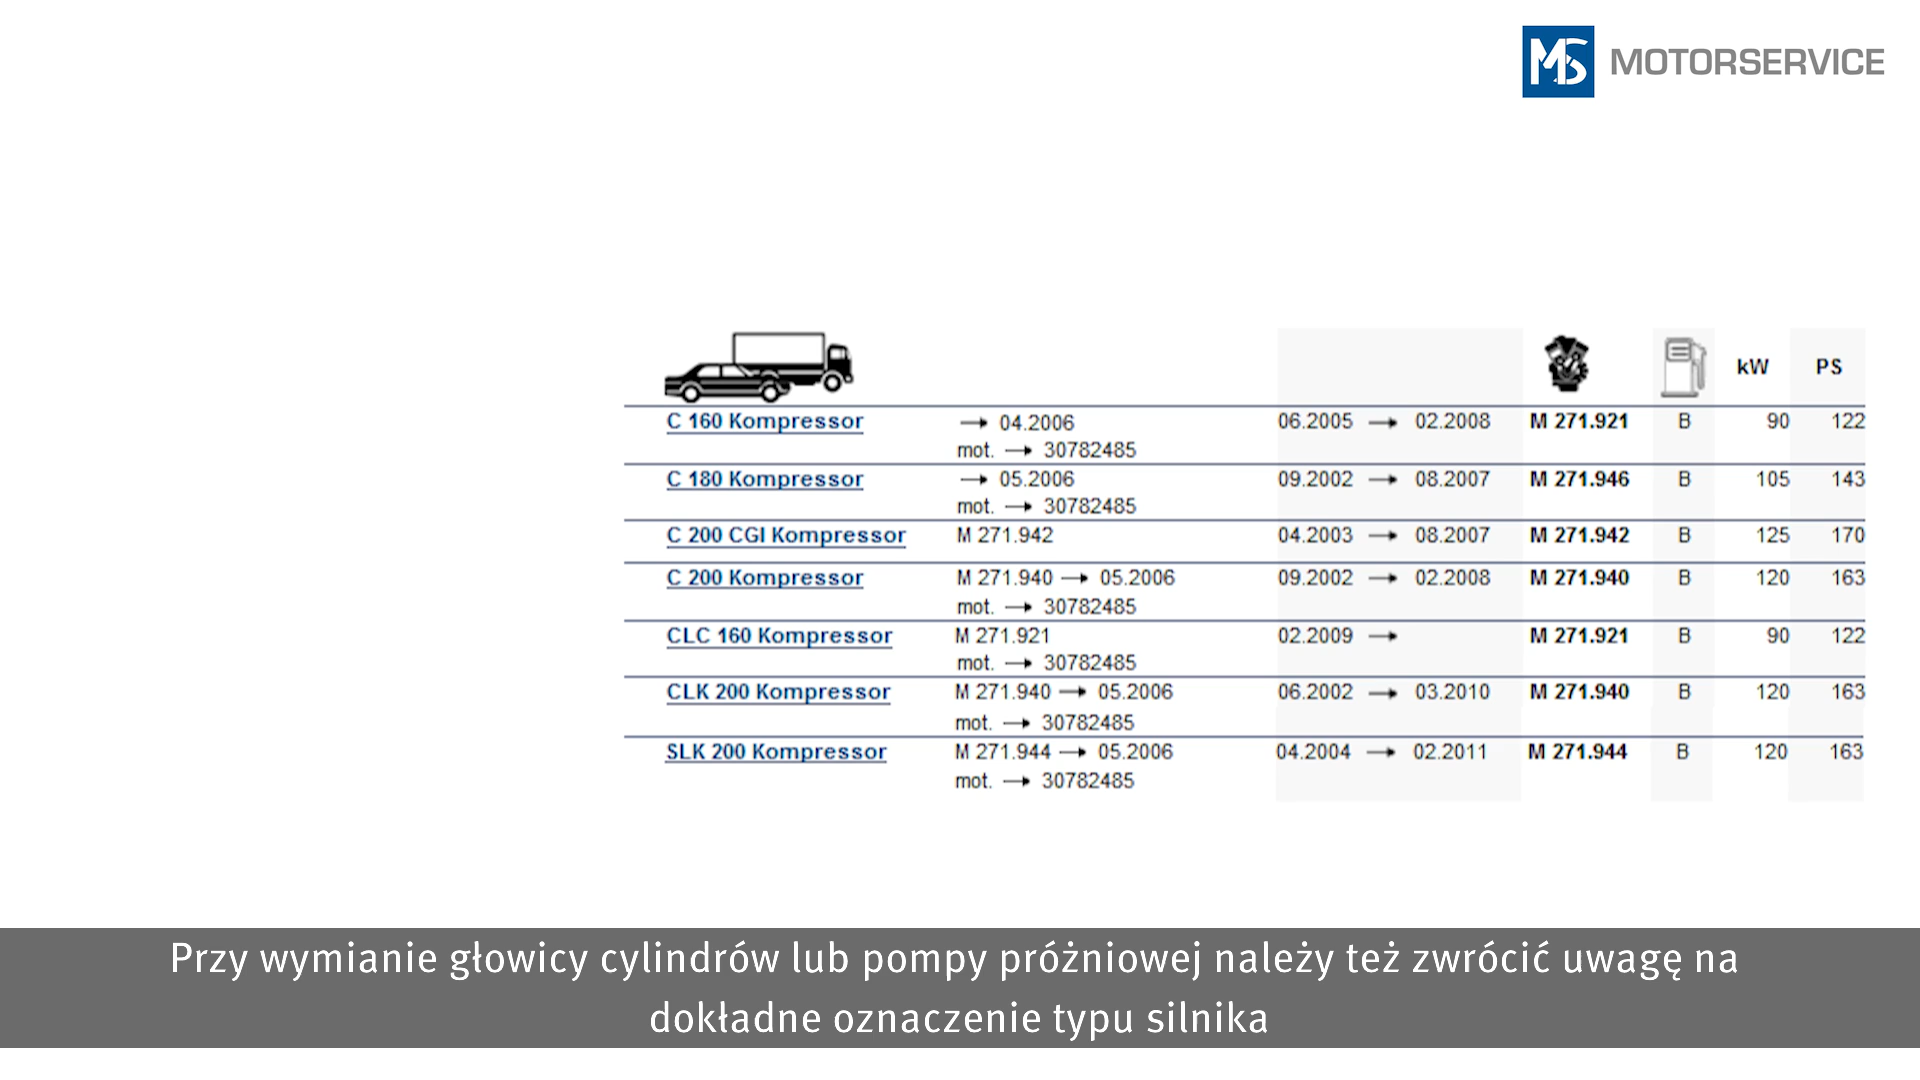 MS MOTORSERVICE
kW PS
C 160 Kompressor → 04.2006 06.2005 → 02.2008 M 271.921 B 90 122
mot. → 30782485
C 180 Kompressor → 05.2006 09.2002 → 08.2007 M 271.946 B 105 143
mot. → 30782485
C 200 CGI Kompressor M 271.942 04.2003 → 08.2007 M 271.942 B 125 170
C 200 Kompressor M 271.940 → 05.2006 09.2002 → 02.2008 M 271.940 B 120 163
mot. → 30782485
CLC 160 Kompressor M 271.921 02.2009 → M 271.921 B 90 122
mot. → 30782485
CLK 200 Kompressor M 271.940 → 05.2006 06.2002 → 03.2010 M 271.940 B 120 163
mot. → 30782485
SLK 200 Kompressor M 271.944 → 05.2006 04.2004 → 02.2011 M 271.944 B 120 163
mot. → 30782485
Przy wymianie głowicy cylindrów lub pompy próżniowej należy też zwrócić uwagę na
dokładne oznaczenie typu silnika